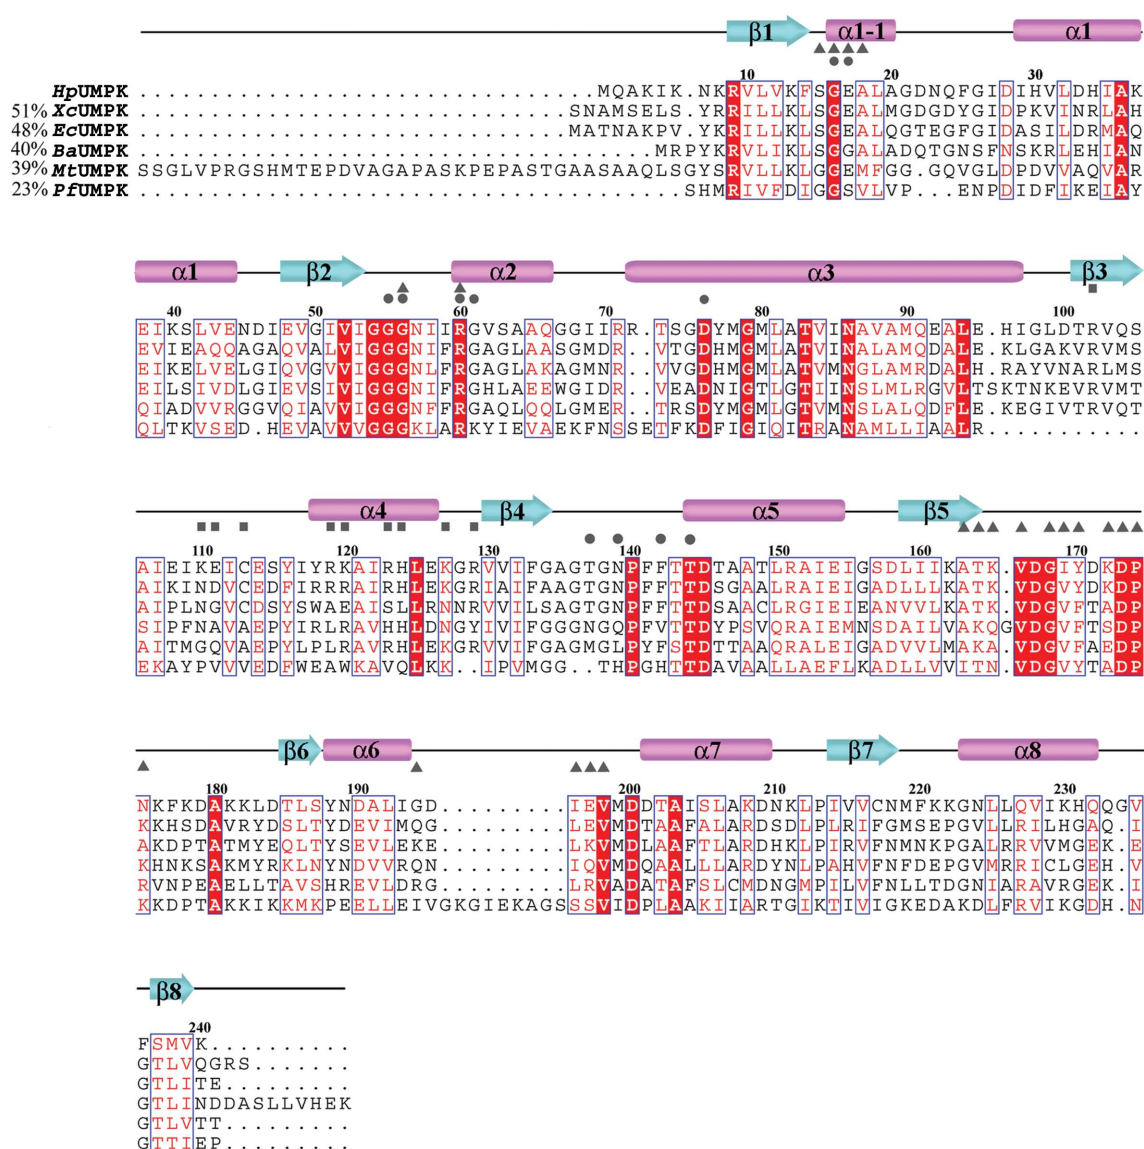 β1 α1-1 α1
10 20 30
HpUMPK ................................MQAKIK.NKRVLVKFSGEALAGDNQFGIDIHVLDHIAK
51% XcUMPK ..............................SNAMSELS.YRRILLKLSGEALMGDGDYGIDPKVINRLAH
48% EcUMPK ..............................MATNAKPV.YKRILLKLSGEALQGTEGFGIDASILDRMAQ
40% BaUMPK ....................................MRPYKRVLIKLSGGALADQTGNSFNSKRLEHIAN
39% MtUMPK SSGLVPRGSHMTEPDVAGAPASKPEPASTGAASAAQLSGYSRVLLKLGGEMFGG.GQVGLDPDVVAQVAR
23% PfUMPK ......................................SHMRIVFDIGGSVLVP...ENPDIDFIKEIAY
α1 β2 α2 α3 β3
40 50 60 70 80 90 100
EIKSLVENDIEVGIVIGGGNIIRGVSAAQGGIIRR.TSGDYMGMLATVINAVAMQEALE.HIGLDTRVQS
EVIEAQQAGAQVALVIGGGNIFRGAGLAASGMDR..VTGDHMGMLATVINALAMQDALE.KLGAKVRVMS
EIKELVELGIQVGVVIGGGNLFRGAGLAKAGMNR..VVGDHMGMLATVMNGLAMRDALH.RAYVNARLMS
EILSIVDLGIEVSIVIGGGNIFRGHLAEEWGIDR..VEADNIGTLGTIINSLMLRGVLTSKTNKEVRVMT
QIADVVRGGVQIAVVIGGGNFFRGAQLQQLGMER..TRSDYMGMLGTVMNSLALQDFLE.KEGIVTRVQT
QLTKVSED.HEVAVVVGGGKLARKYIEVAEKFNSSETFKDFIGIQITRANAMLLIAALR...........
α4 β4 α5 β5
110 120 130 140 150 160 170
AIEIKEICESYIYRKAIRHLEKGRVVIFGAGTGNPFFTTDTAATLRAIEIGSDLIIKATK.VDGIYDKDP
AIKINDVCEDFIRRRAIRHLEKGRIAIFAAGTGNPFFTTDSGAALRAIEIGADLLLKATK.VDGVYDKDP
AIPLNGVCDSYSWAEAISLLRNNRVVILSAGTGNPFFTTDSAACLRGIEIEANVVLKATK.VDGVFTADP
SIPFNAVAEPYIRLRAVHHLDNGYIVIFGGGNGQPFVTTDYPSVQRAIEMNSDAILVAKQGVDGVFTSDP
AITMGQVAEPYLPLRAVRHLEKGRVVIFGAGMGLPYFSTDTTAAQRALEIGADVVLMAKA.VDGVFAEDP
EKAYPVVVEDFWEAWKAVQLKK..IPVMGG..THPGHTTDAVAALLAEFLKADLLVVITN.VDGVYTADP
β6 α6 α7 β7 α8
180 190 200 210 220 230
NKFKDAKKLDTLSYNDALIGD.........IEVMDDTAISLAKDNKLPIVVCNMFKKGNLLQVIKHQQGV
KKHSDAVRYDSLTYDEVIMQG.........LEVMDTAAFALARDSDLPLRIFGMSEPGVLLRILHGAQ.I
AKDPTATMYEQLTYSEVLEKE.........LKVMDLAAFTLARDHKLPIRVFNMNKPGALRRVVMGEK.E
KHNKSAKMYRKLNYNDVVRQN.........IQVMDQAALLLARDYNLPAHVFNFDEPGVMRRICLGEH.V
RVNPEAELLTAVSHREVLDRG.........LRVADATAFSLCMDNGMPILVFNLLTDGNIARAVRGEK.I
KKDPTAKKIKKMKPEELLEIVGKGIEKAGSSSVIDPLAAKIIARTGIKTIVIGKEDAKDLFRVIKGDH.N
β8
240
FSMVK..........
GTLVQGRS.......
GTLITE.........
GTLINDDASLLVHEK
GTLVTT.........
GTTIEP.........